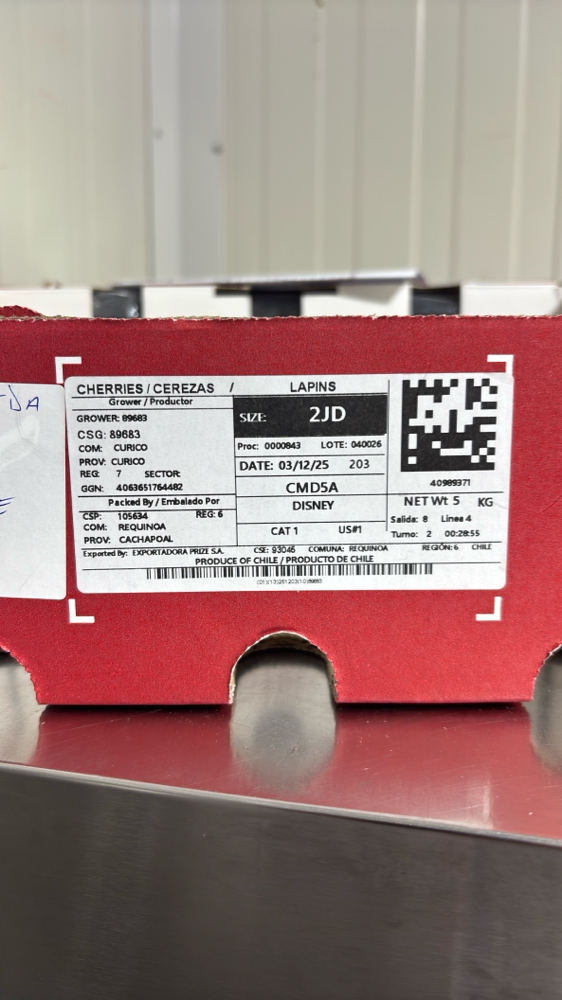 DA
E
CHERRIES / CEREZAS / LAPINS
Grower / Productor
GROWER: 89683
CSG: 89683
COM: CURICO
PROV: CURICO
REG: 7 SECTOR:
GGN: 4063651764482
Packed By / Embalado Por
CSP: 105634 REG: 6
COM: REQUINOA
PROV: CACHAPOAL
SIZE: 2JD
Proc: 0000843 LOTE: 040026
DATE: 03/12/25 203
CMD5A
DISNEY
CAT 1 US#1
40989371
NET Wt 5 KG
Salida: 8 Linea 4
Turno: 2 00:28:55
Exported By: EXPORTADORA PRIZE S.A. CSE: 93046 COMUNA: REQUINOA REGIÓN: 6 CHILE
PRODUCE OF CHILE / PRODUCTO DE CHILE